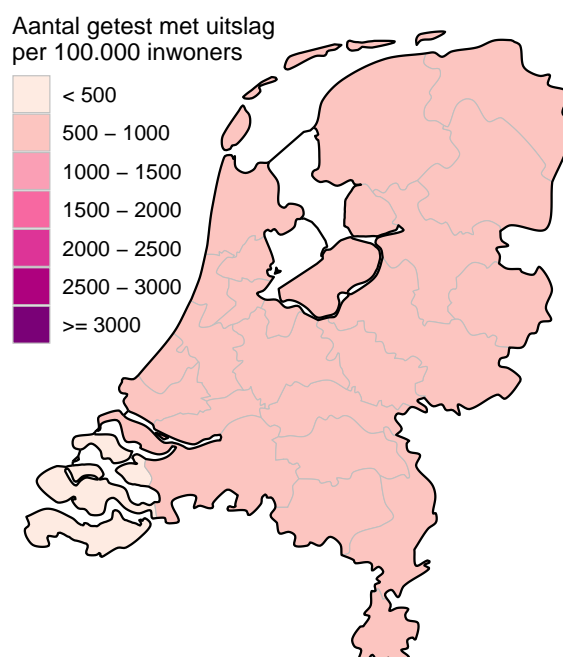 Aantal getest met uitslag
per 100.000 inwoners
< 500
500 – 1000
1000 – 1500
1500 – 2000
2000 – 2500
2500 – 3000
>= 3000